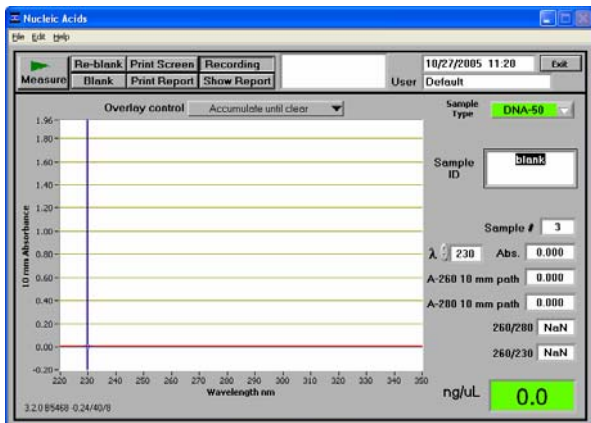 Nucleic Acids
File Edit Help
Measure
Re-blank Print Screen Recording
Blank Print Report Show Report
10/27/2005 11:20 Exit
User Default
Overlay control Accumulate until clear
Sample Type DNA-50
Sample ID blank
Sample # 3
λ 230 Abs. 0.000
A-260 10 mm path 0.000
A-280 10 mm path 0.000
260/280 NaN
260/230 NaN
ng/uL 0.0
10 mm Absorbance
1.96
1.80
1.60
1.40
1.20
1.00
0.80
0.60
0.40
0.20
0.00
-0.20
220 230 240 250 260 270 280 290 300 310 320 330 340 350
Wavelength nm
3.2.0 B5468 -0.24/40/8